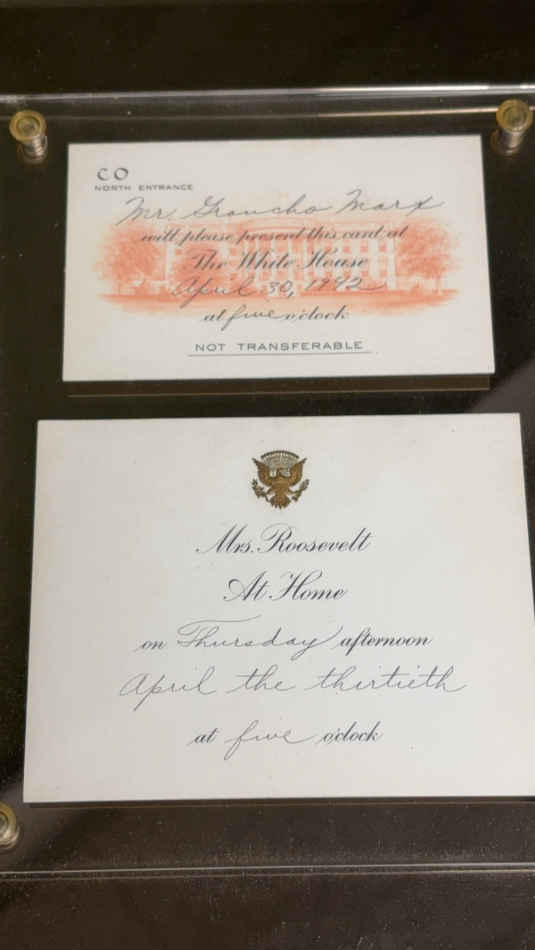 CO
NORTH ENTRANCE
Mr. Groucho Marx
will please present this card at
The White House
April 30, 1942
at five o'clock
NOT TRANSFERABLE
Mrs. Roosevelt
At Home
on Thursday afternoon
April the thirtieth
at five o'clock